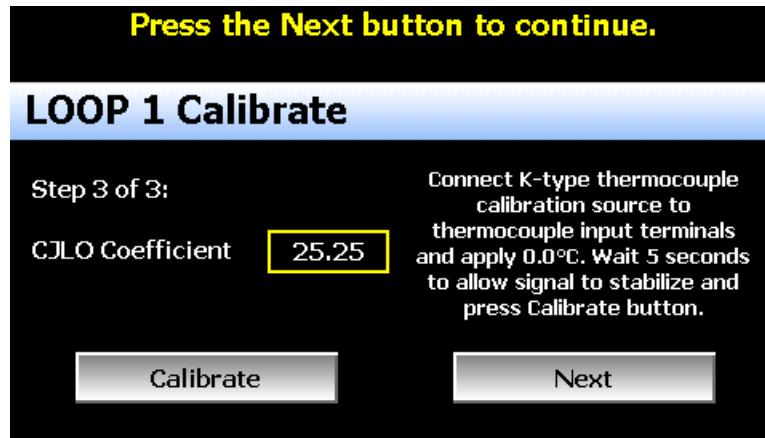 Press the Next button to continue.
LOOP 1 Calibrate
Step 3 of 3:
CJLO Coefficient 25.25
Connect K-type thermocouple
calibration source to
thermocouple input terminals
and apply 0.0°C. Wait 5 seconds
to allow signal to stabilize and
press Calibrate button.
Calibrate
Next